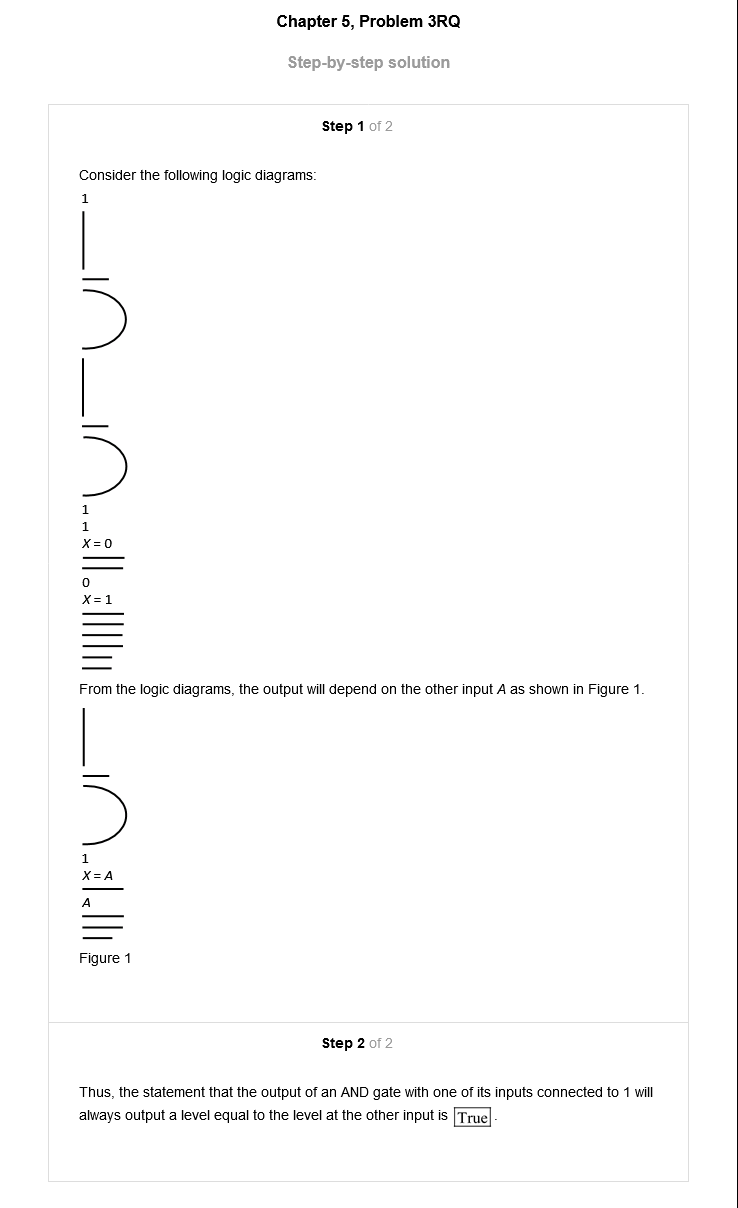 Chapter 5, Problem 3RQ
Step-by-step solution
Step 1 of 2
Consider the following logic diagrams:
1
1
1
X = 0
0
X = 1
From the logic diagrams, the output will depend on the other input A as shown in Figure 1.
1
X = A
A
Figure 1
Step 2 of 2
Thus, the statement that the output of an AND gate with one of its inputs connected to 1 will
always output a level equal to the level at the other input is True.